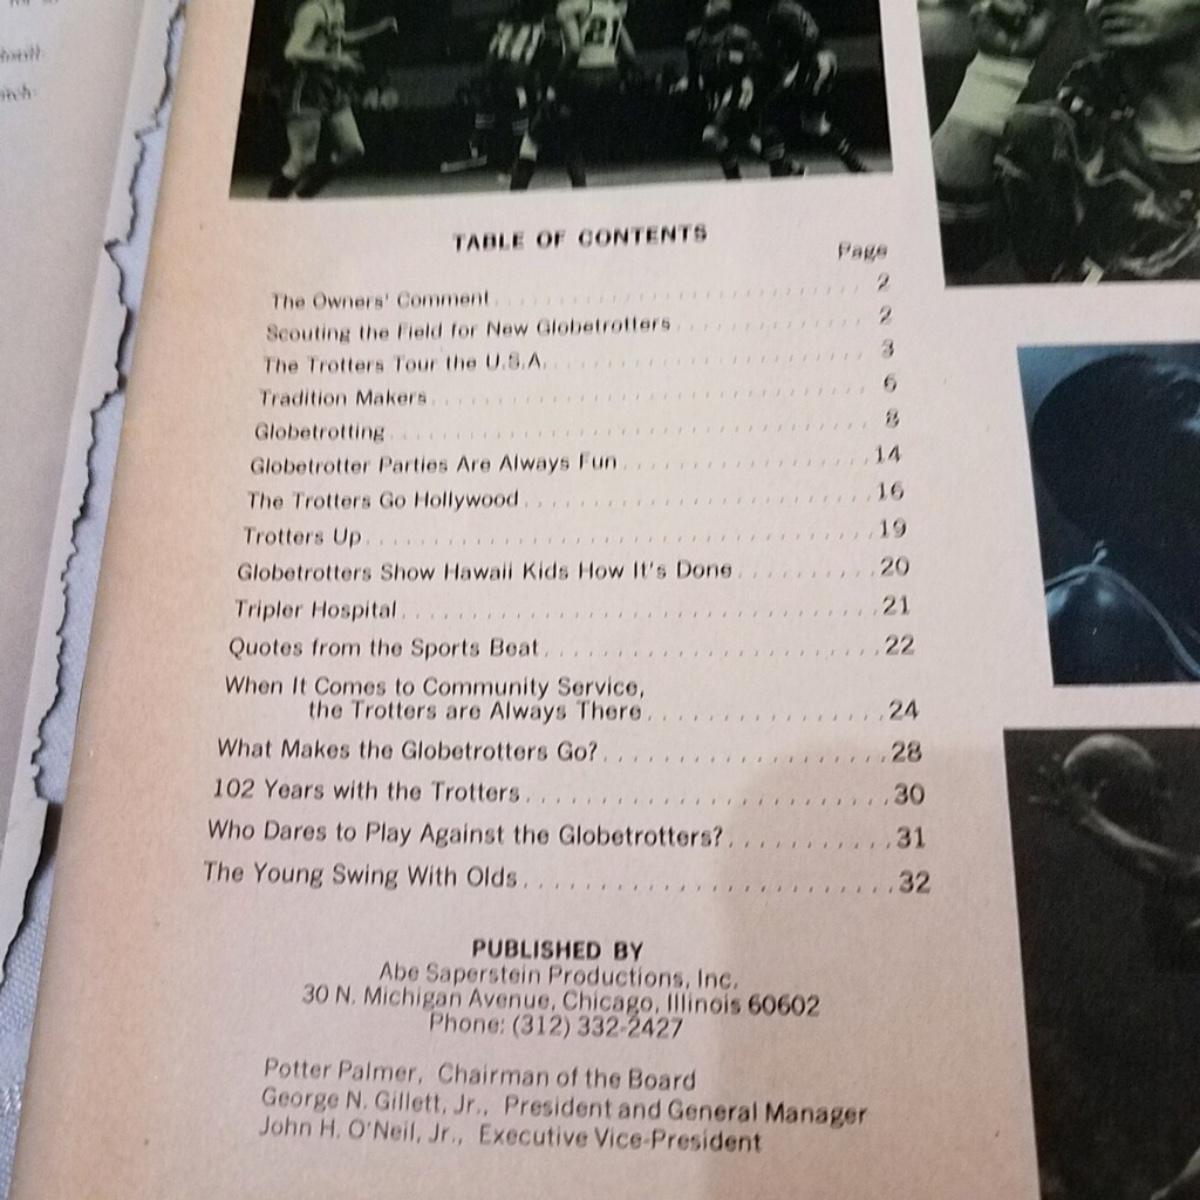 21
TABLE OF CONTENTS
Page
The Owners' Comment 2
Scouting the Field for New Globetrotters 2
The Trotters Tour the U.S.A. 3
Tradition Makers 6
Globetrotting 8
Globetrotter Parties Are Always Fun 14
The Trotters Go Hollywood 16
Trotters Up 19
Globetrotters Show Hawaii Kids How It's Done 20
Tripler Hospital 21
Quotes from the Sports Beat 22
When It Comes to Community Service,
the Trotters are Always There 24
What Makes the Globetrotters Go? 28
102 Years with the Trotters 30
Who Dares to Play Against the Globetrotters? 31
The Young Swing With Olds 32
PUBLISHED BY
Abe Saperstein Productions, Inc.
30 N. Michigan Avenue, Chicago, Illinois 60602
Phone: (312) 332-2427
Potter Palmer, Chairman of the Board
George N. Gillett, Jr., President and General Manager
John H. O'Neil, Jr., Executive Vice-President